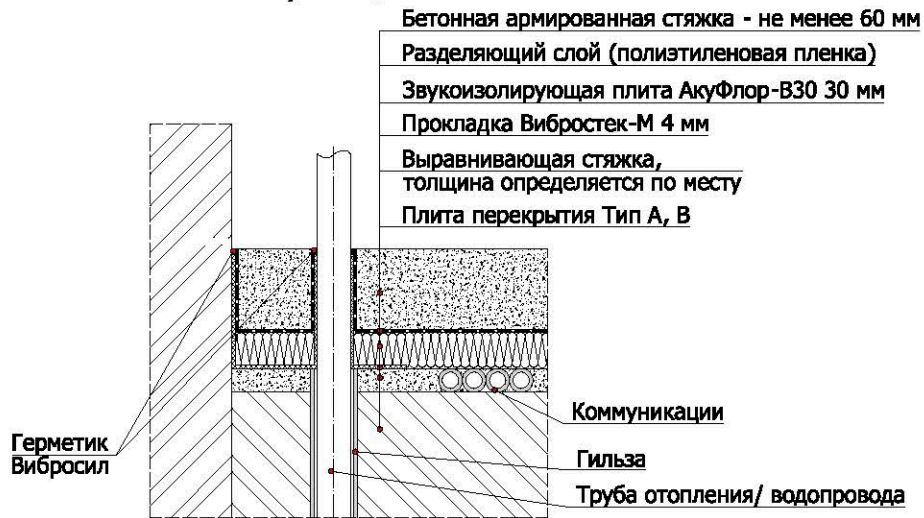 Бетонная армированная стяжка - не менее 60 мм
Разделяющий слой (полиэтиленовая пленка)
Звукоизолирующая плита АкуФлор-В30 30 мм
Прокладка Вибростек-М 4 мм
Выравнивающая стяжка,
толщина определяется по месту
Плита перекрытия Тип А, В
Коммуникации
Герметик
Вибросил
Гильза
Труба отопления/ водопровода